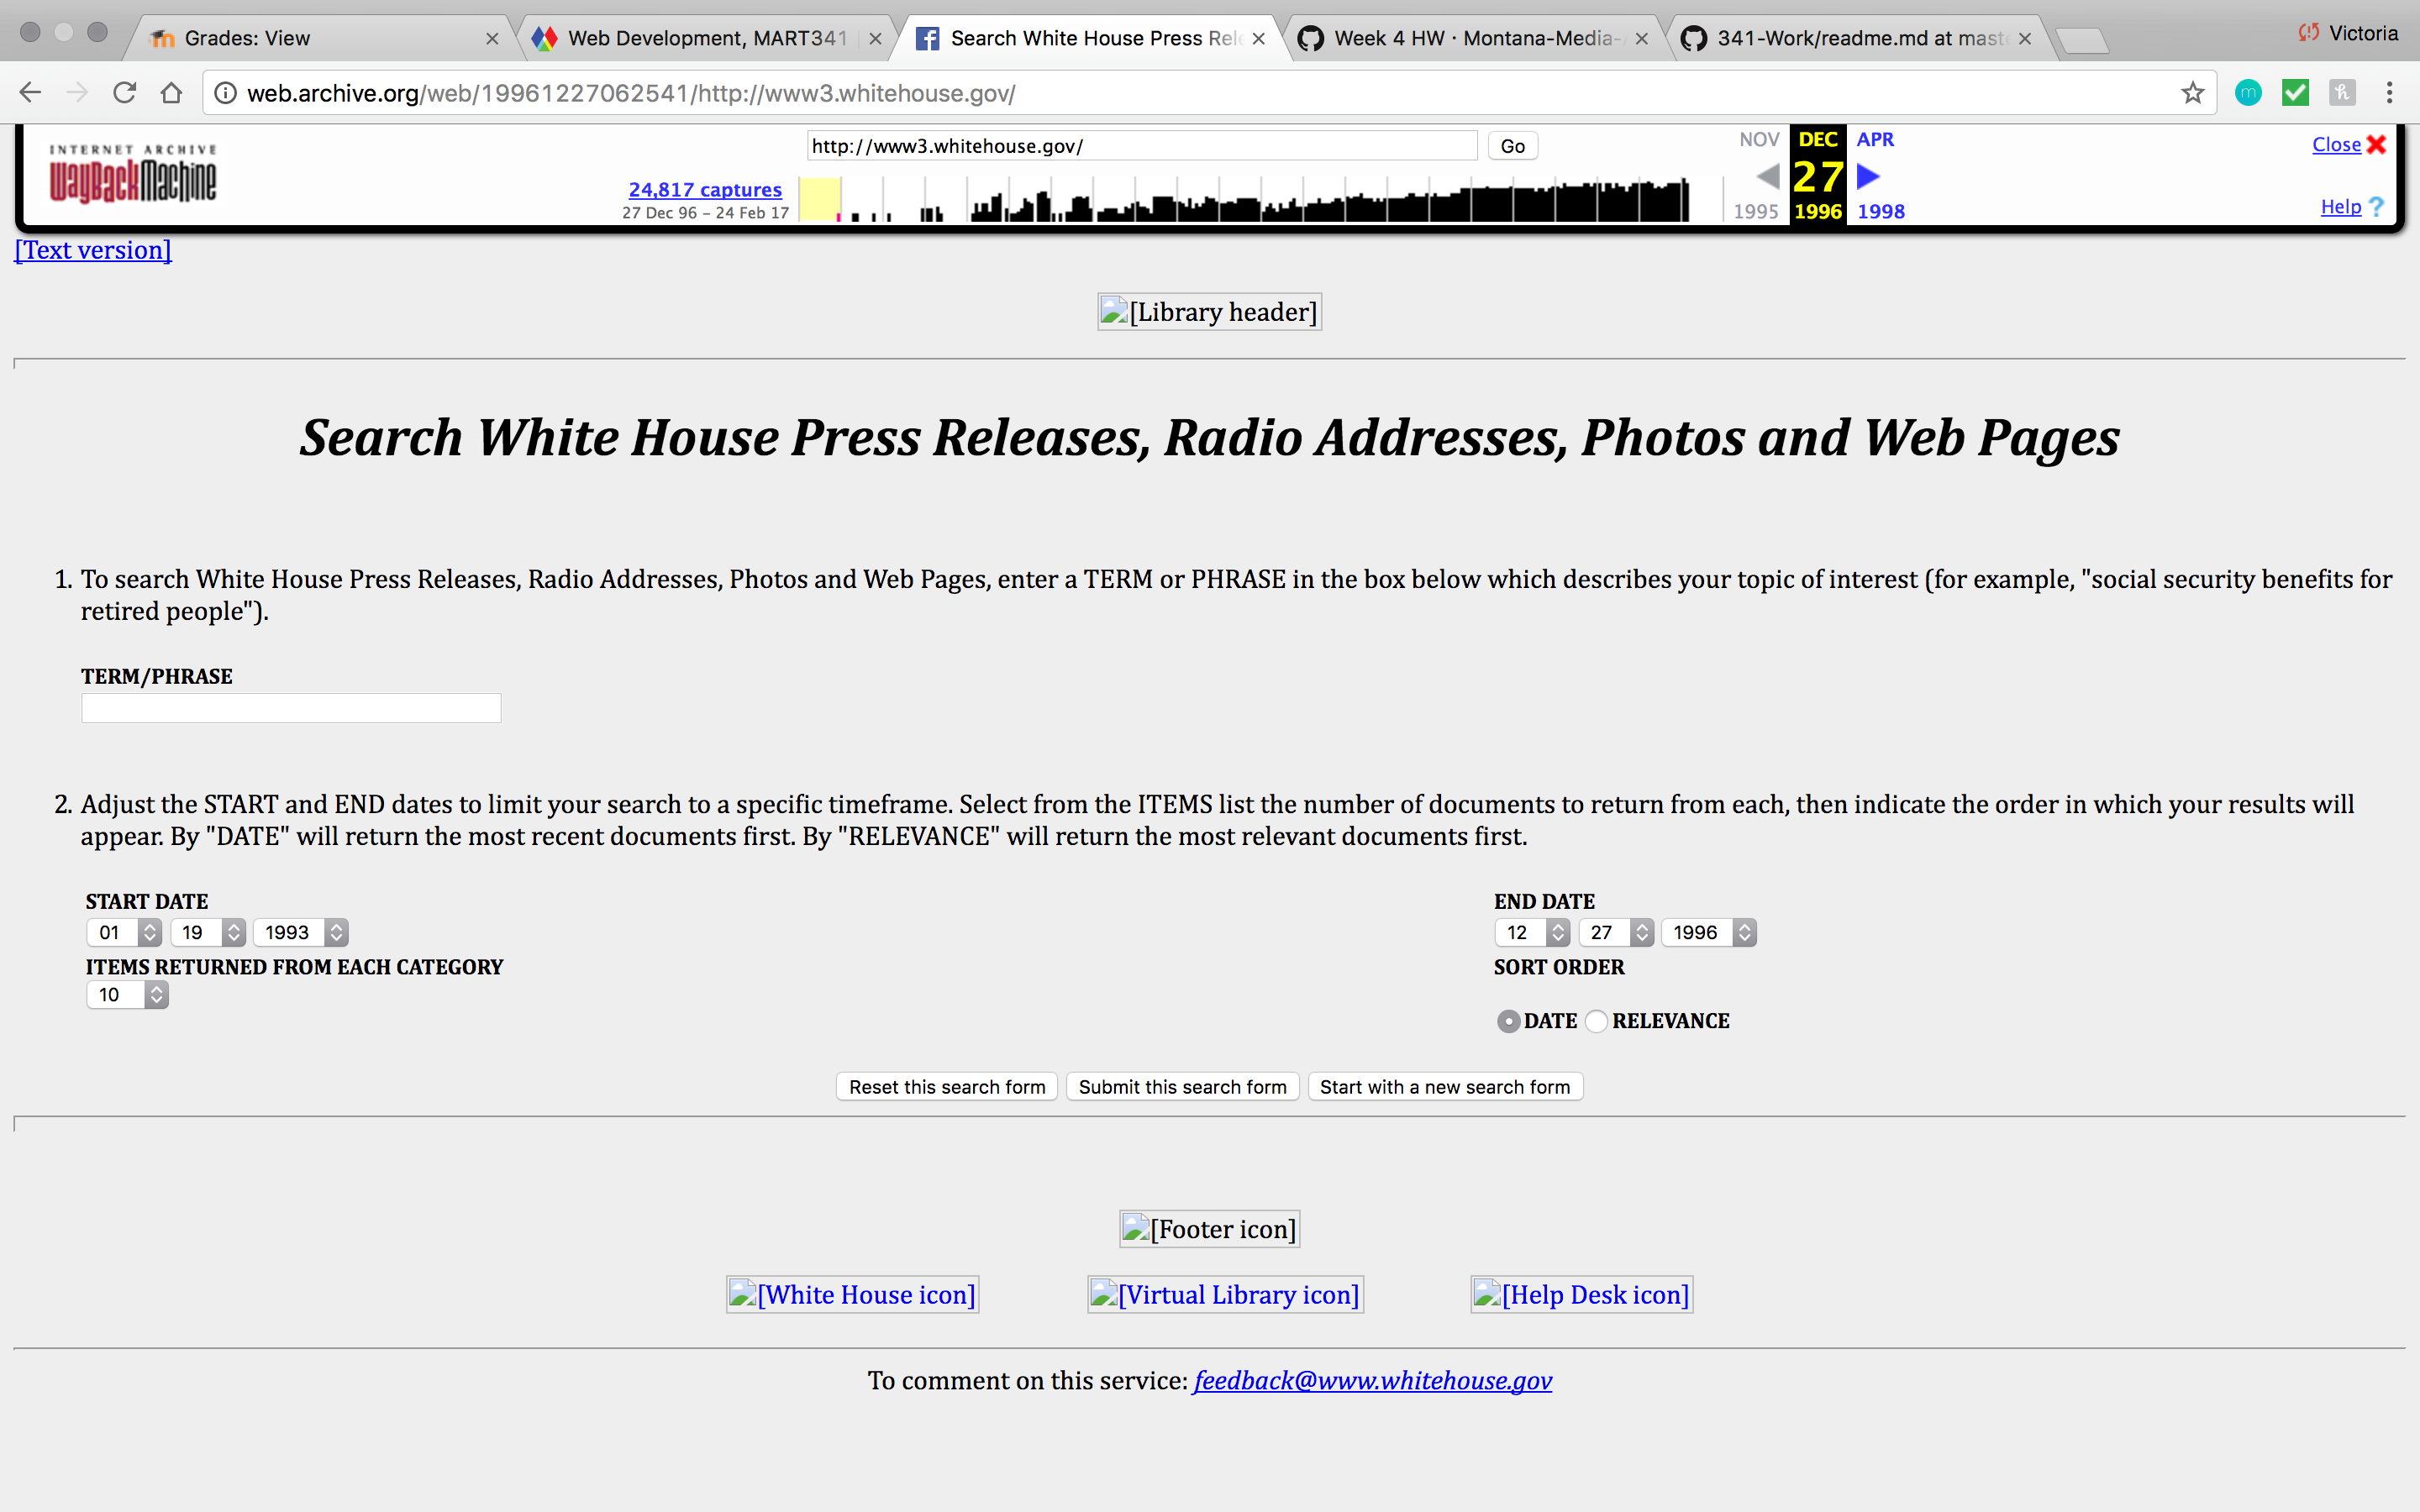 Grades: View
Web Development, MART341
Search White House Press Rele
Week 4 HW · Montana-Media-
341-Work/readme.md at maste
Victoria
web.archive.org/web/19961227062541/http://www3.whitehouse.gov/
INTERNET ARCHIVE
WayBackMachine
http://www3.whitehouse.gov/
Go
24,817 captures
27 Dec 96 – 24 Feb 17
NOV DEC APR
27
1995 1996 1998
Close
Help ?
[Text version]
[Library header]
Search White House Press Releases, Radio Addresses, Photos and Web Pages
1. To search White House Press Releases, Radio Addresses, Photos and Web Pages, enter a TERM or PHRASE in the box below which describes your topic of interest (for example, "social security benefits for
retired people").
TERM/PHRASE
2. Adjust the START and END dates to limit your search to a specific timeframe. Select from the ITEMS list the number of documents to return from each, then indicate the order in which your results will
appear. By "DATE" will return the most recent documents first. By "RELEVANCE" will return the most relevant documents first.
START DATE
01 19 1993
ITEMS RETURNED FROM EACH CATEGORY
10
END DATE
12 27 1996
SORT ORDER
DATE RELEVANCE
Reset this search form Submit this search form Start with a new search form
[Footer icon]
[White House icon] [Virtual Library icon] [Help Desk icon]
To comment on this service: feedback@www.whitehouse.gov